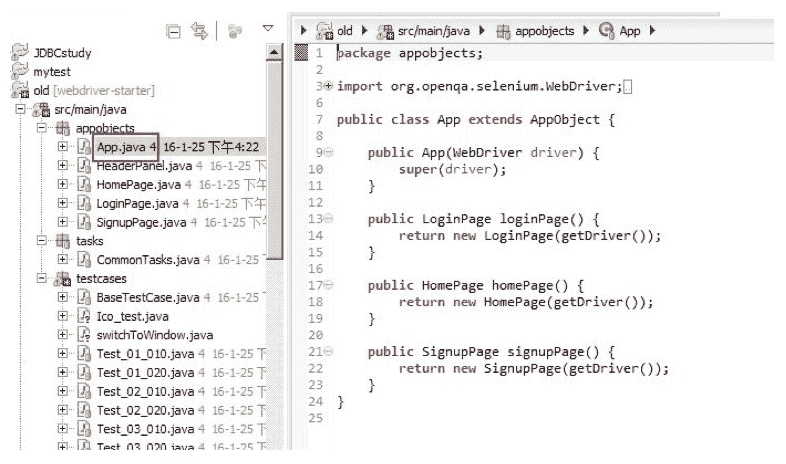 JDBCstudy
mytest
old [webdriver-starter]
src/main/java
appobjects
App.java 4 16-1-25 下午4:22
HeaderPanel.java 4 16-1-25 下
HomePage.java 4 16-1-25 下午
LoginPage.java 4 16-1-25 下午
SignupPage.java 4 16-1-25 下
tasks
CommonTasks.java 4 16-1-25
testcases
BaseTestCase.java 4 16-1-25
Ico_test.java
switchToWindow.java
Test_01_010.java 4 16-1-25 下
Test_01_020.java 4 16-1-25 下
Test_02_010.java 4 16-1-25 下
Test_02_020.java 4 16-1-25 下
Test_03_010.java 4 16-1-25 下
Test_03_020.java 4 16-1-25 下
old src/main/java appobjects App
1 package appobjects;
2
3 import org.openqa.selenium.WebDriver;
6
7 public class App extends AppObject {
8
9 public App(WebDriver driver) {
10 super(driver);
11 }
12
13 public LoginPage loginPage() {
14 return new LoginPage(getDriver());
15 }
16
17 public HomePage homePage() {
18 return new HomePage(getDriver());
19 }
20
21 public SignupPage signupPage() {
22 return new SignupPage(getDriver());
23 }
24 }
25